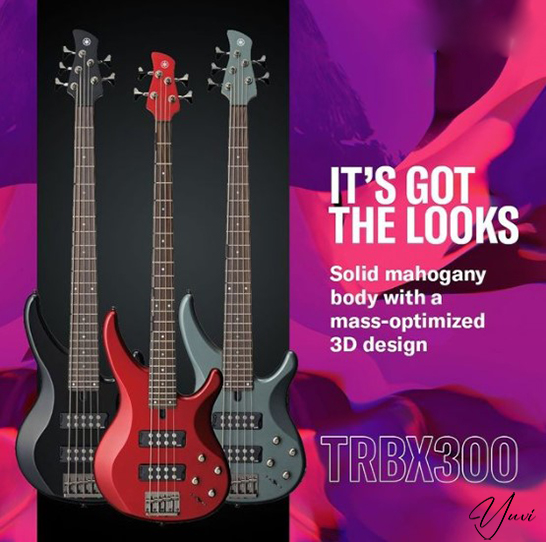 IT'S GOT
THE LOOKS
Solid mahogany
body with a
mass-optimized
3D design
TRBX300
Yuvi